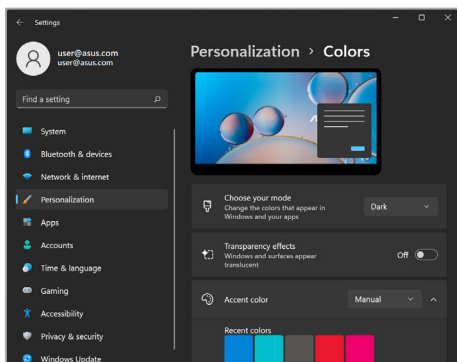 Settings
user@asus.com
user@asus.com
Find a setting
System
Bluetooth & devices
Network & internet
Personalization
Apps
Accounts
Time & language
Gaming
Accessibility
Privacy & security
Windows Update
Personalization > Colors
Choose your mode
Change the colors that appear in
Windows and your apps
Dark
Transparency effects
Windows and surfaces appear
translucent
Off
Accent color
Manual
Recent colors